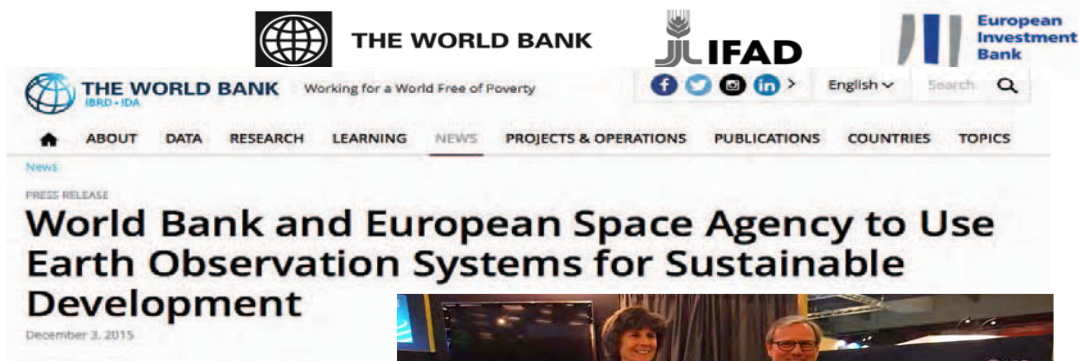 THE WORLD BANK
IFAD
European
Investment
Bank
THE WORLD BANK
IBRD • IDA
Working for a World Free of Poverty
English
Search
ABOUT DATA RESEARCH LEARNING NEWS PROJECTS & OPERATIONS PUBLICATIONS COUNTRIES TOPICS
News
PRESS RELEASE
World Bank and European Space Agency to Use
Earth Observation Systems for Sustainable
Development
December 3, 2015